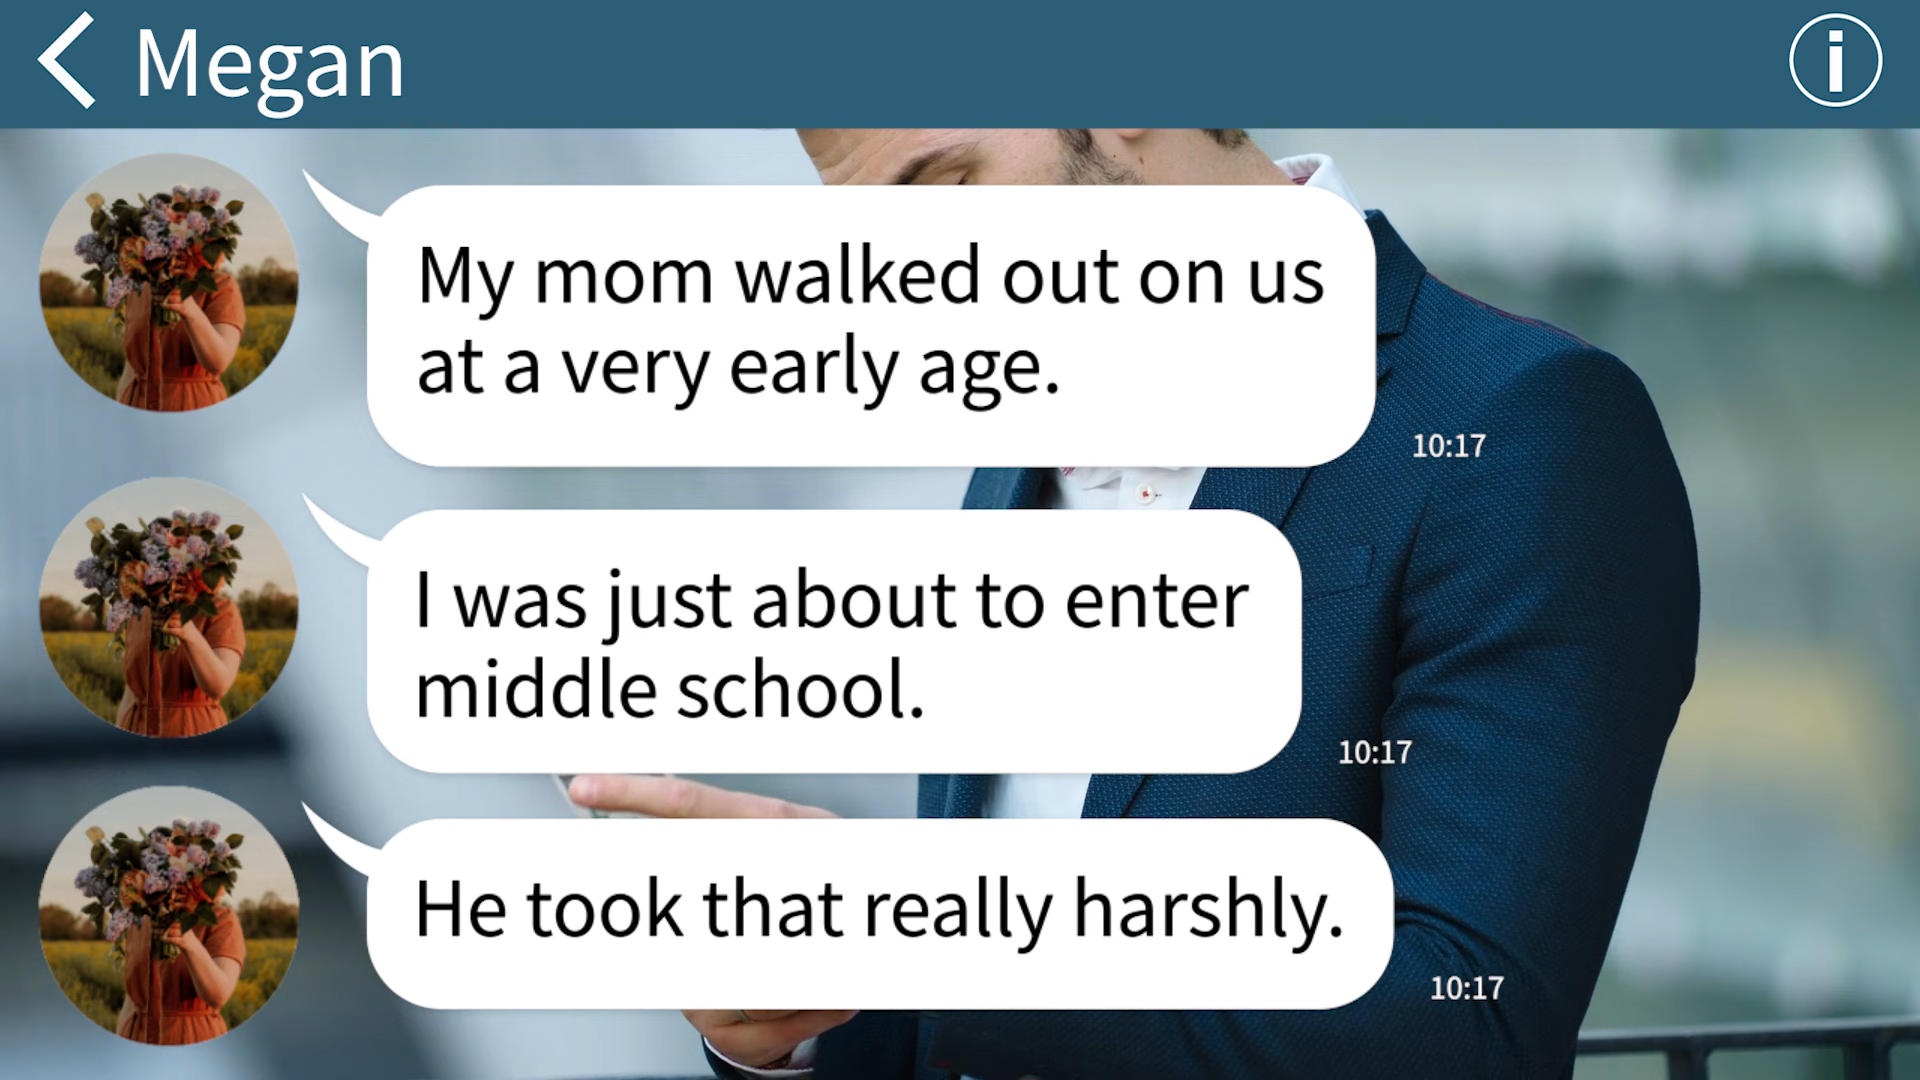 Megan
My mom walked out on us
at a very early age.
10:17
I was just about to enter
middle school.
10:17
He took that really harshly.
10:17